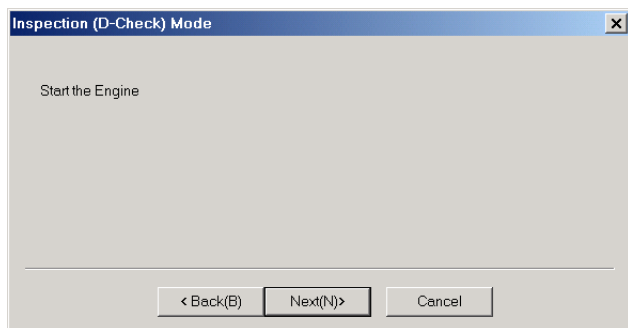 Inspection (D-Check) Mode
Start the Engine
< Back(B)
Next(N)>
Cancel